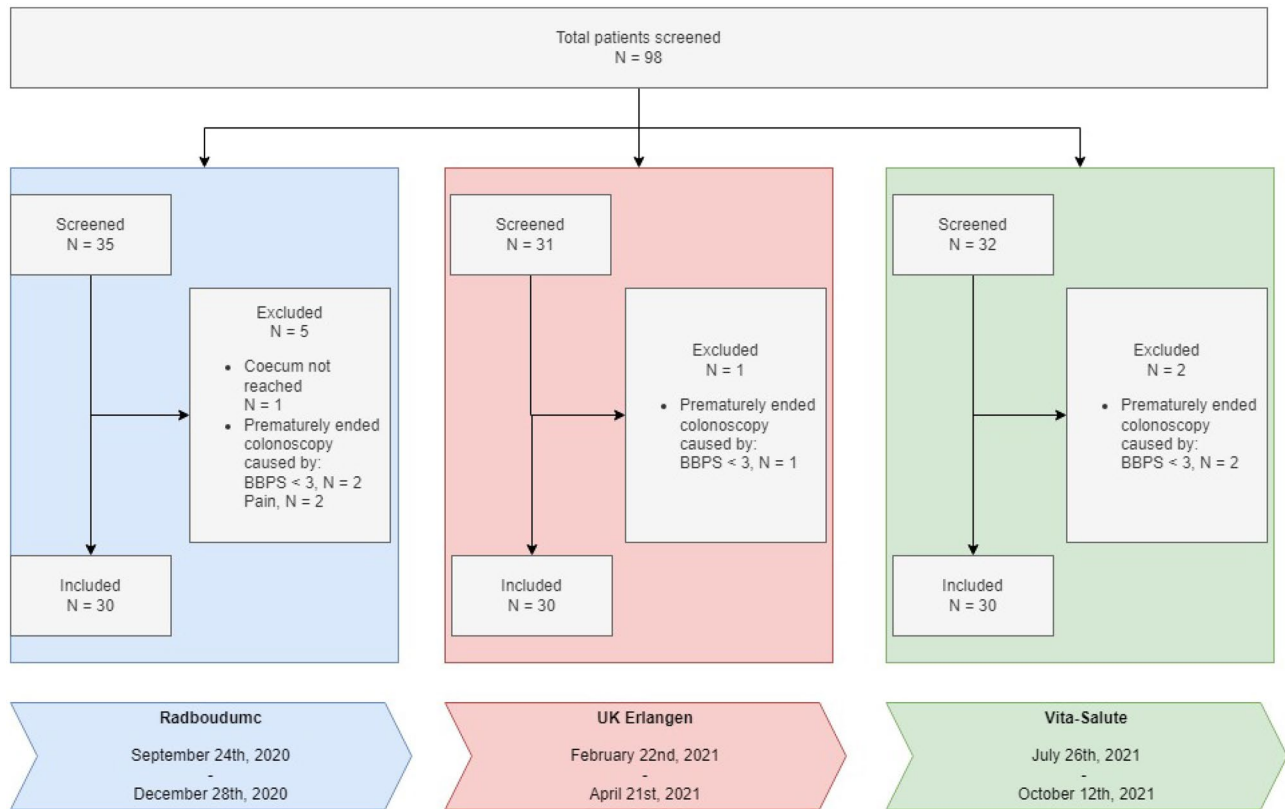 Total patients screened
N = 98
Screened
N = 35
Excluded
N = 5
• Coecum not
reached
N = 1
• Prematurely ended
colonoscopy
caused by:
BBPS < 3, N = 2
Pain, N = 2
Included
N = 30
Screened
N = 31
Excluded
N = 1
• Prematurely ended
colonoscopy
caused by:
BBPS < 3, N = 1
Included
N = 30
Screened
N = 32
Excluded
N = 2
• Prematurely ended
colonoscopy
caused by:
BBPS < 3, N = 2
Included
N = 30
Radboudumc
September 24th, 2020
-
December 28th, 2020
UK Erlangen
February 22nd, 2021
-
April 21st, 2021
Vita-Salute
July 26th, 2021
-
October 12th, 2021